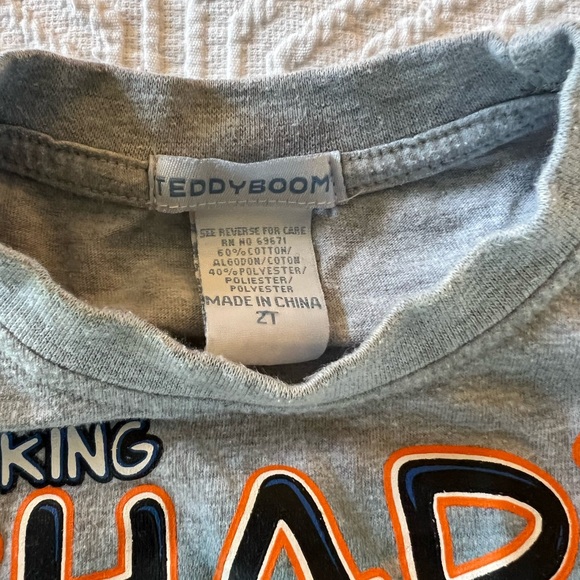 TEDDYBOOM
SEE REVERSE FOR CARE
RN NO 69671
60% COTTON/
ALGODON/COTON
40% POLYESTER/
POLIESTER/
POLYESTER
MADE IN CHINA
2T
KING
HAR